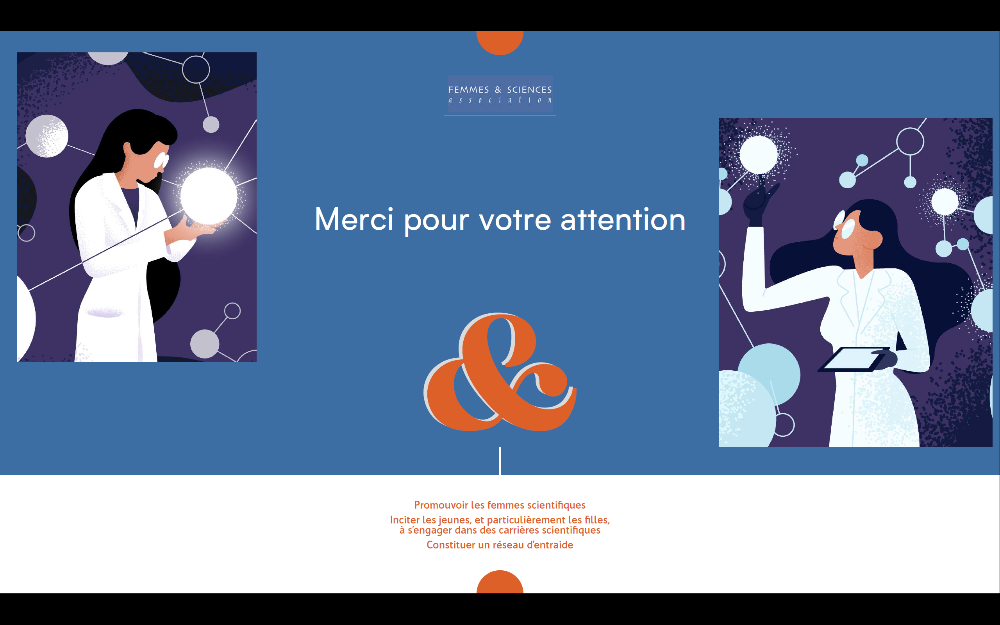 FEMMES & SCIENCES
association
Merci pour votre attention
&
Promouvoir les femmes scientifiques
Inciter les jeunes, et particulièrement les filles,
à s'engager dans des carrières scientifiques
Constituer un réseau d'entraide